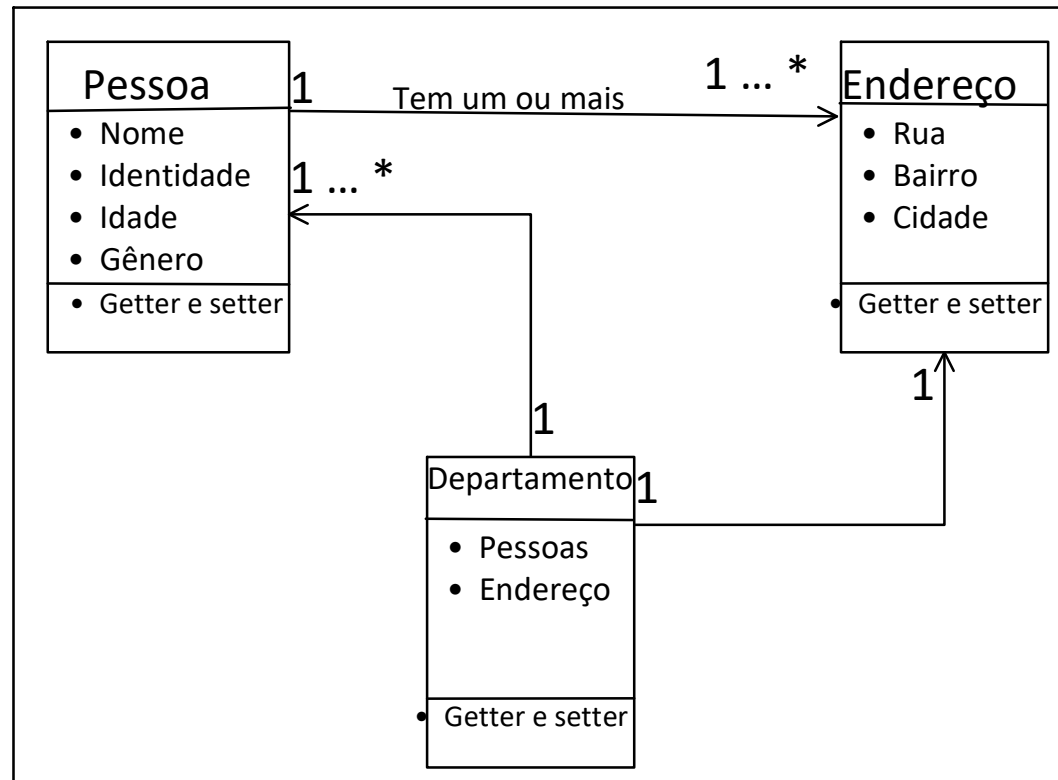 Pessoa
1
Tem um ou mais
1 ... *
Endereço
• Nome
• Identidade
• Idade
• Gênero
• Getter e setter
1 ... *
• Rua
• Bairro
• Cidade
• Getter e setter
1
1
Departamento
1
• Pessoas
• Endereço
• Getter e setter